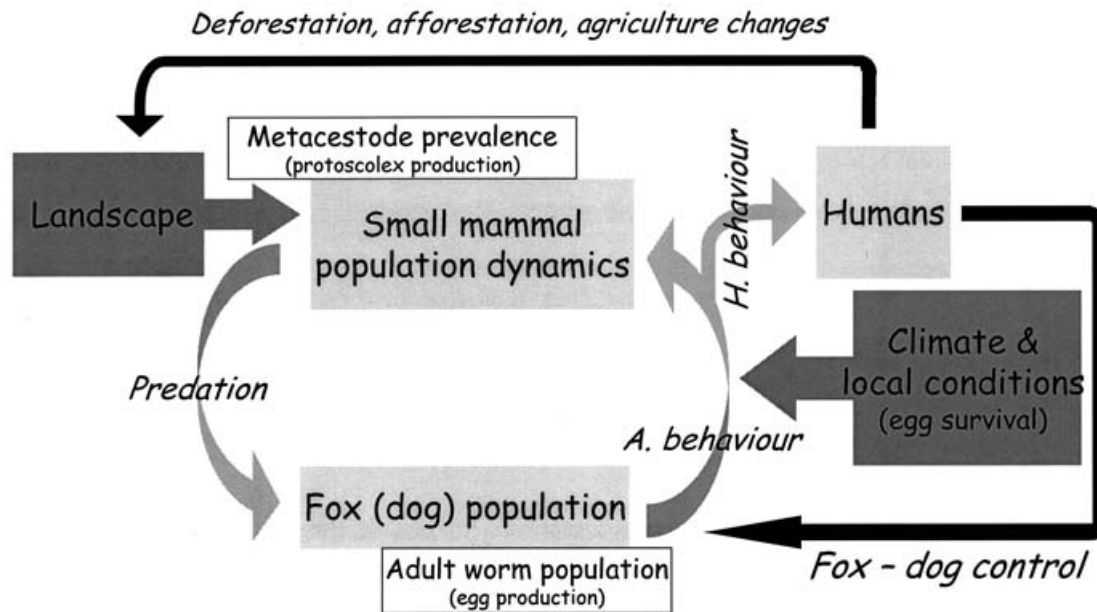 Deforestation, afforestation, agriculture changes
Metacestode prevalence
(protoscolex production)
Landscape
Small mammal
population dynamics
H. behaviour
Humans
Climate &
local conditions
(egg survival)
Predation
A. behaviour
Fox (dog) population
Adult worm population
(egg production)
Fox – dog control